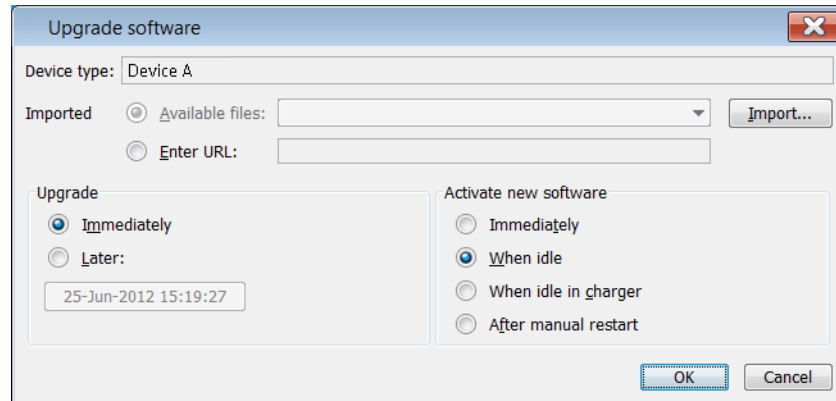 Upgrade software
Device type: Device A
Imported Available files: Import...
Enter URL:
Upgrade
Immediately
Later:
25-Jun-2012 15:19:27
Activate new software
Immediately
When idle
When idle in charger
After manual restart
OK Cancel